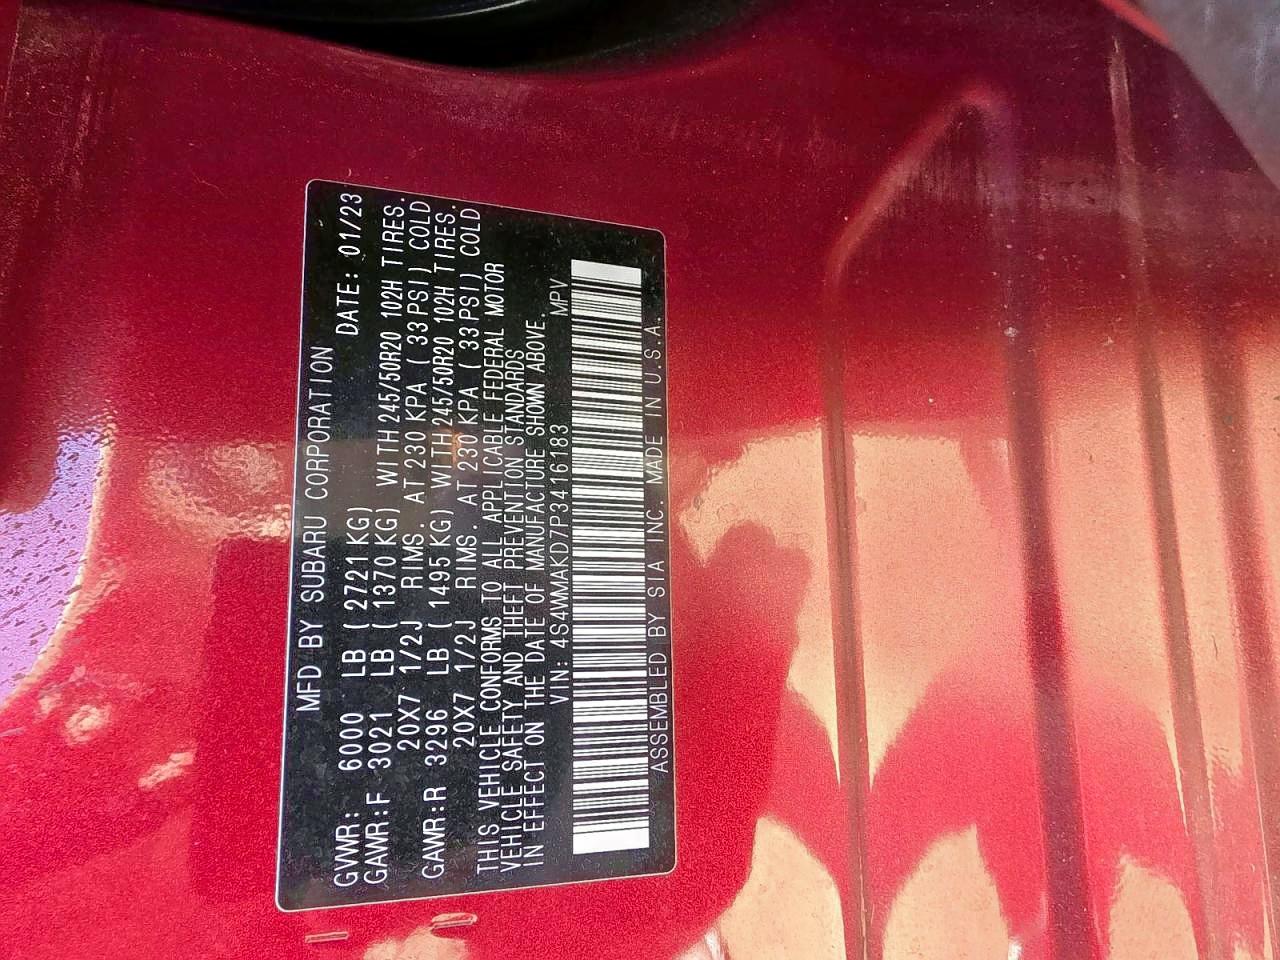 MFD BY SUBARU CORPORATION DATE: 01/23
GVWR: 6000 LB (2721KG)
GAWR:F 3021 LB (1370 KG) WITH 245/50R20 102H TIRES.
20X7 1/2J RIMS. AT 230 KPA (33 PSI) COLD
GAWR:R 3296 LB (1495 KG) WITH 245/50R20 102H TIRES.
20X7 1/2J RIMS. AT 230 KPA (33 PSI) COLD
THIS VEHICLE CONFORMS TO ALL APPLICABLE FEDERAL MOTOR
VEHICLE SAFETY AND THEFT PREVENTION STANDARDS
IN EFFECT ON THE DATE OF MANUFACTURE SHOWN ABOVE.
VIN: 4S4WMAKD7P3416183 MPV
ASSEMBLED BY SIA INC. MADE IN U.S.A.